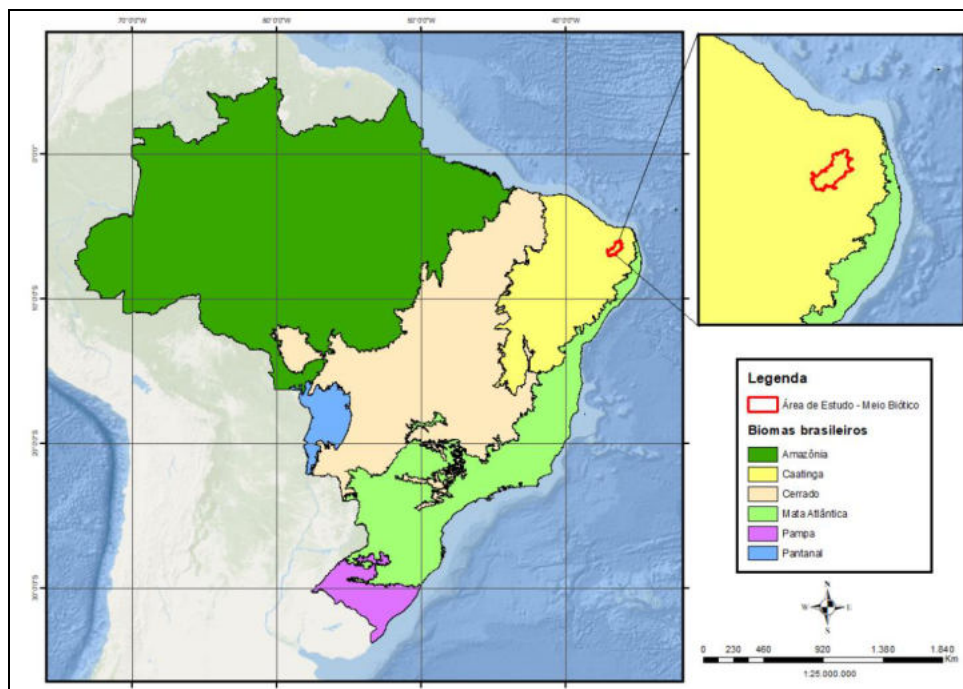 70°0'0"W 60°0'0"W 50°0'0"W 40°0'0"W
0°0'0"
10°0'0"S
20°0'0"S
30°0'0"S
Legenda
Área de Estudo - Meio Biótico
Biomas brasileiros
Amazônia
Caatinga
Cerrado
Mata Atlântica
Pampa
Pantanal
N
W E
S
0 230 460 920 1.380 1.840
Km
1:25.000.000